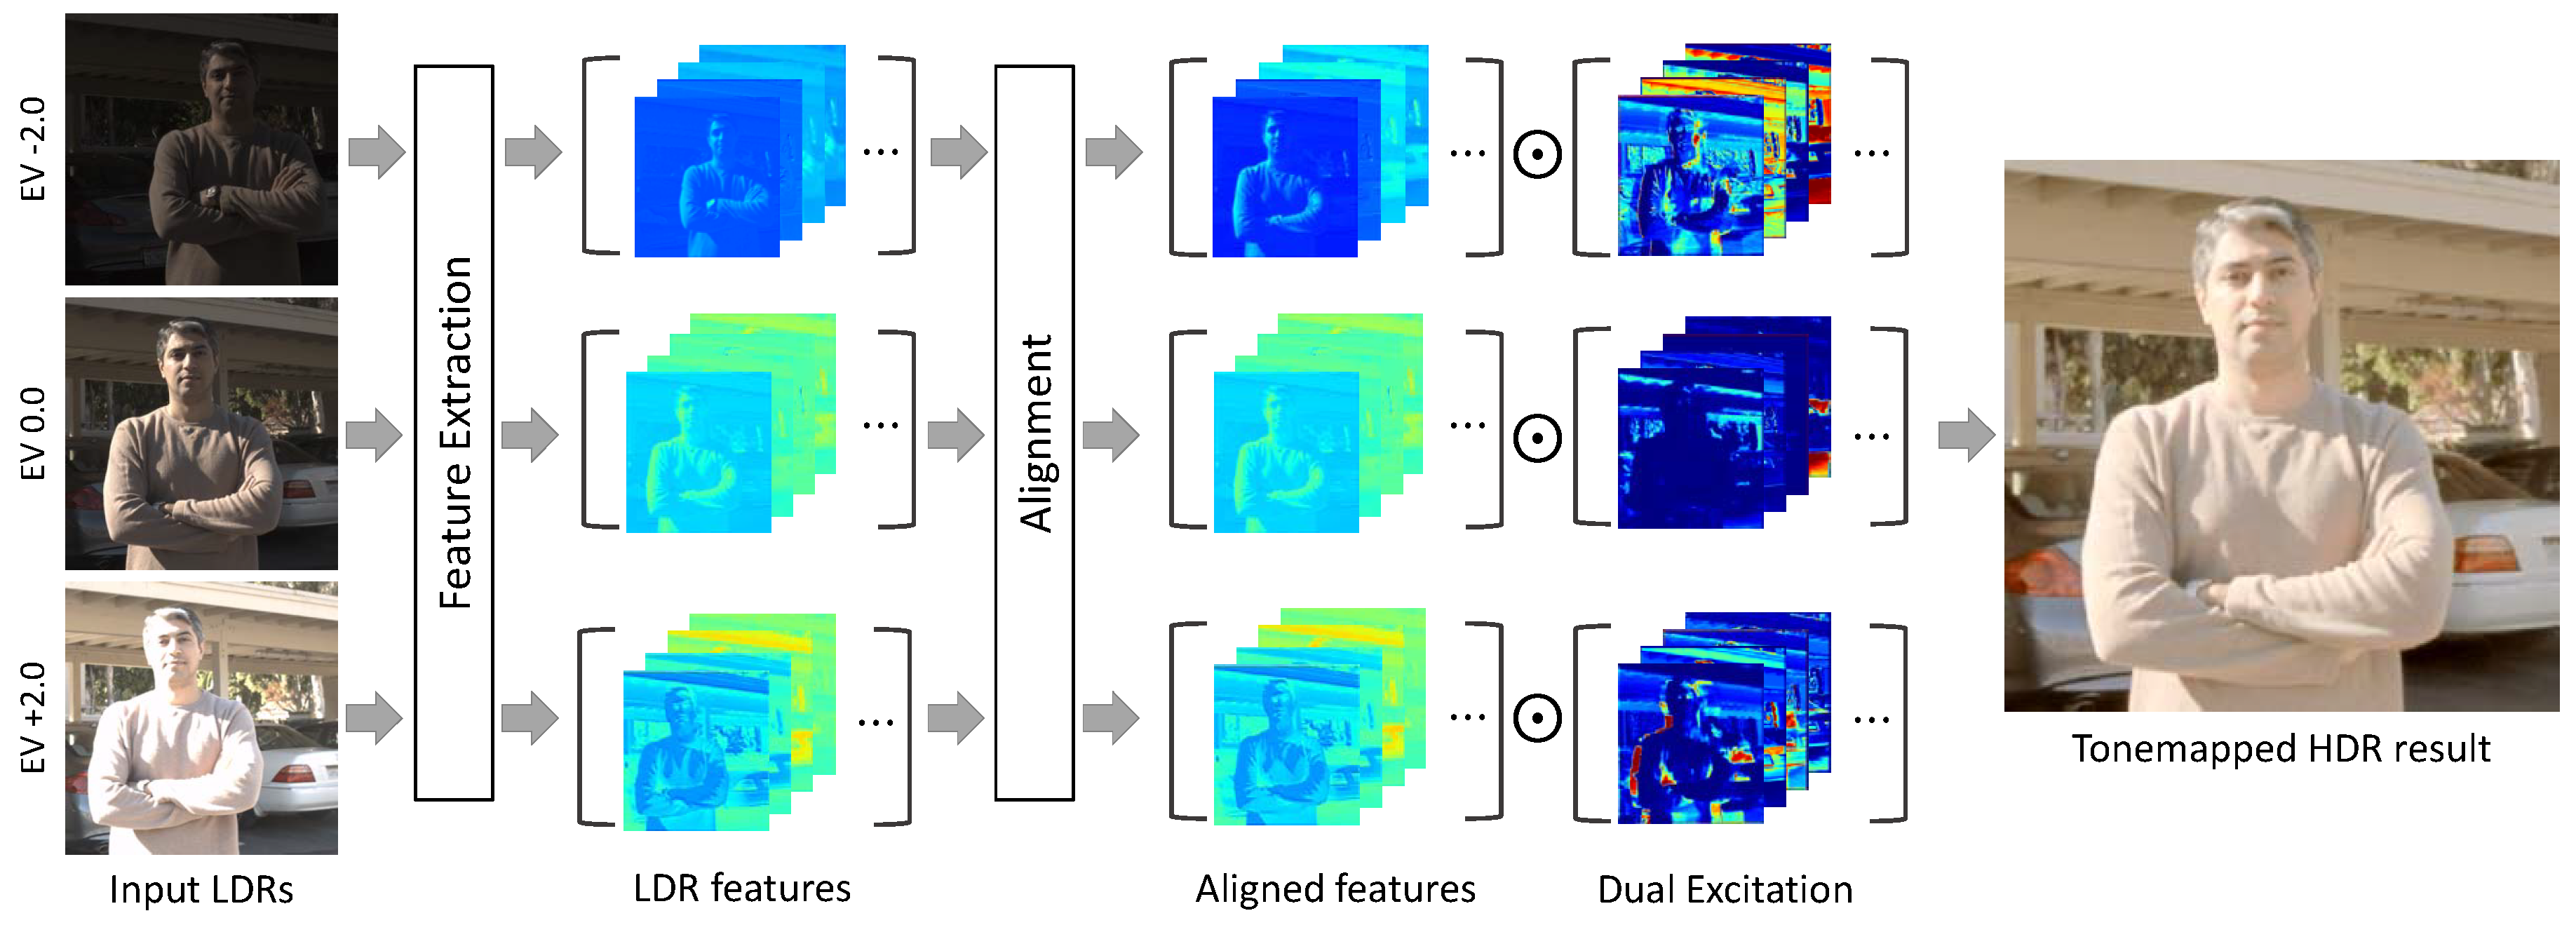 EV -2.0
EV 0.0
EV +2.0
Input LDRs
Feature Extraction
...
...
...
LDR features
Alignment
...
...
...
Aligned features
...
...
...
Dual Excitation
Tonemapped HDR result